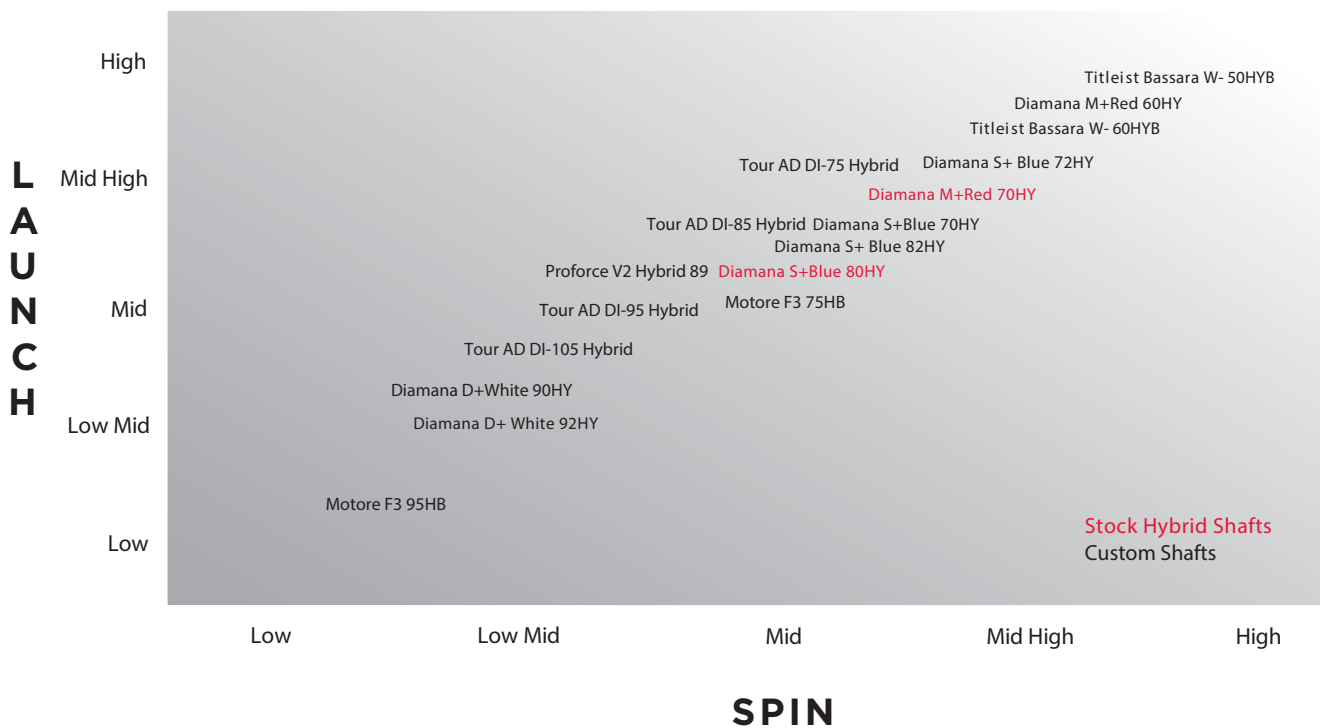 High
Titleist Bassara W- 50HYB
Diamana M+Red 60HY
Titleist Bassara W- 60HYB
Mid High
Tour AD DI-75 Hybrid
Diamana S+ Blue 72HY
Diamana M+Red 70HY
Tour AD DI-85 Hybrid
Diamana S+Blue 70HY
Diamana S+ Blue 82HY
Proforce V2 Hybrid 89
Diamana S+Blue 80HY
Mid
Tour AD DI-95 Hybrid
Motore F3 75HB
Tour AD DI-105 Hybrid
Diamana D+White 90HY
Low Mid
Diamana D+ White 92HY
Motore F3 95HB
Low
Stock Hybrid Shafts
Custom Shafts
LAUNCH
Low
Low Mid
Mid
Mid High
High
SPIN